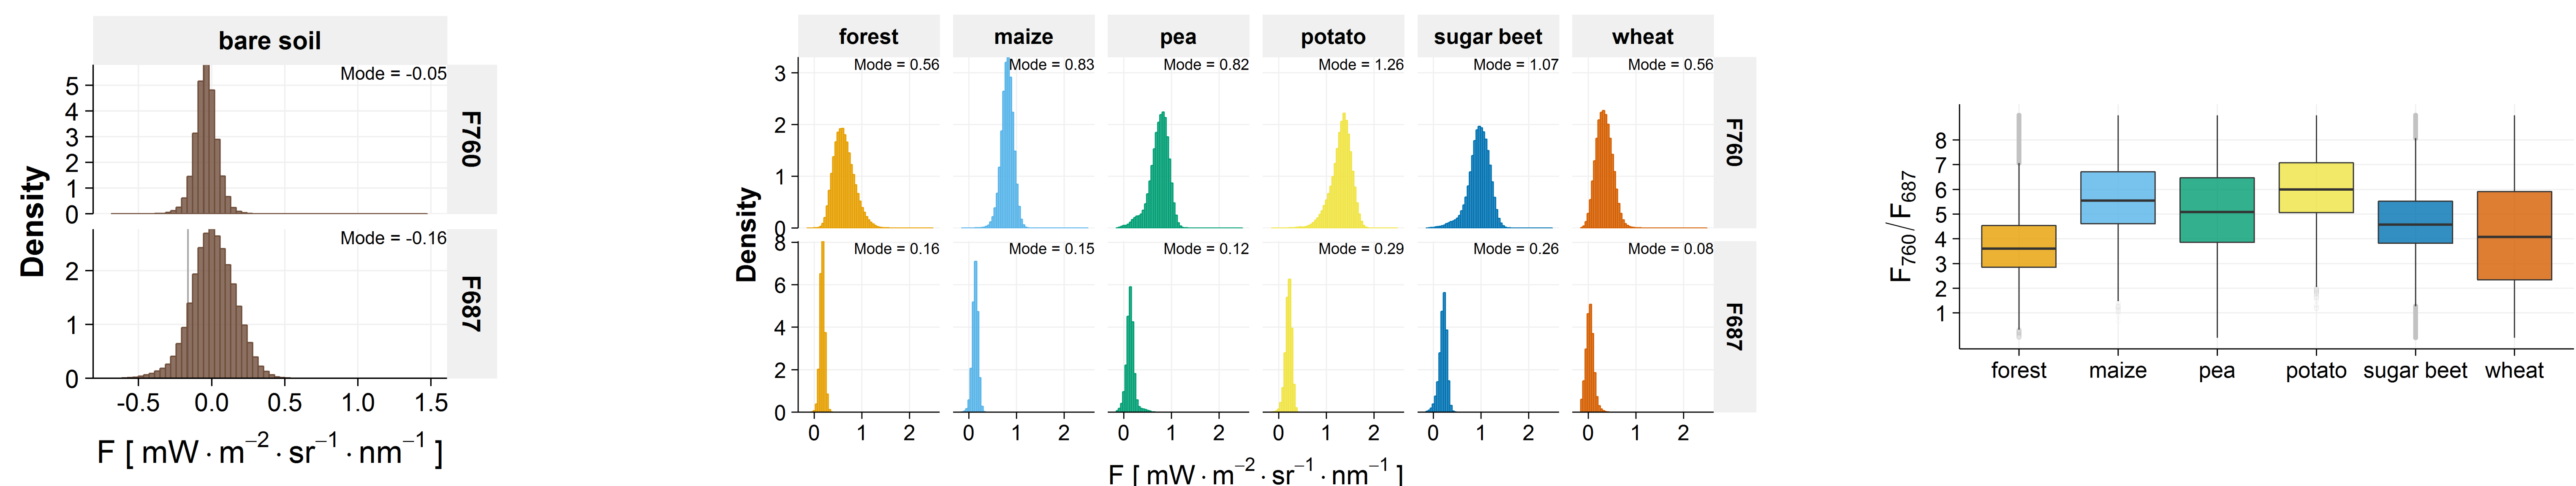 bare soil
Mode = -0.05
5
4
3
2
1
0
F760
Mode = -0.16
2
1
0
F687
Density
-0.5 0.0 0.5 1.0 1.5
F [ mW · m⁻² · sr⁻¹ · nm⁻¹ ]
forest maize pea potato sugar beet wheat
Mode = 0.56 Mode = 0.83 Mode = 0.82 Mode = 1.26 Mode = 1.07 Mode = 0.56
3
2
1
0
F760
Mode = 0.16 Mode = 0.15 Mode = 0.12 Mode = 0.29 Mode = 0.26 Mode = 0.08
8
6
4
2
0
F687
Density
0 1 2 0 1 2 0 1 2 0 1 2 0 1 2 0 1 2
F [ mW · m⁻² · sr⁻¹ · nm⁻¹ ]
F₇₆₀/F₆₈₇
8
7
6
5
4
3
2
1
forest maize pea potato sugar beet wheat